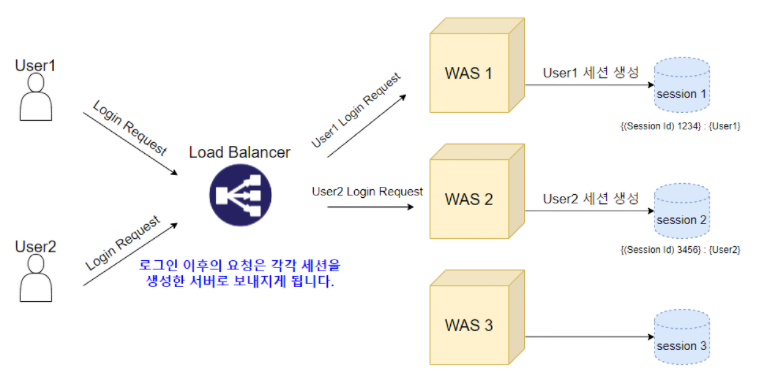 User1
Login Request
User2
Login Request
Load Balancer
로그인 이후의 요청은 각각 세션을
생성한 서버로 보내지게 됩니다.
User1 Login Request
User2 Login Request
WAS 1
User1 세션 생성
session 1
{(Session Id) 1234} : {User1}
WAS 2
User2 세션 생성
session 2
{(Session Id) 3456} : {User2}
WAS 3
session 3